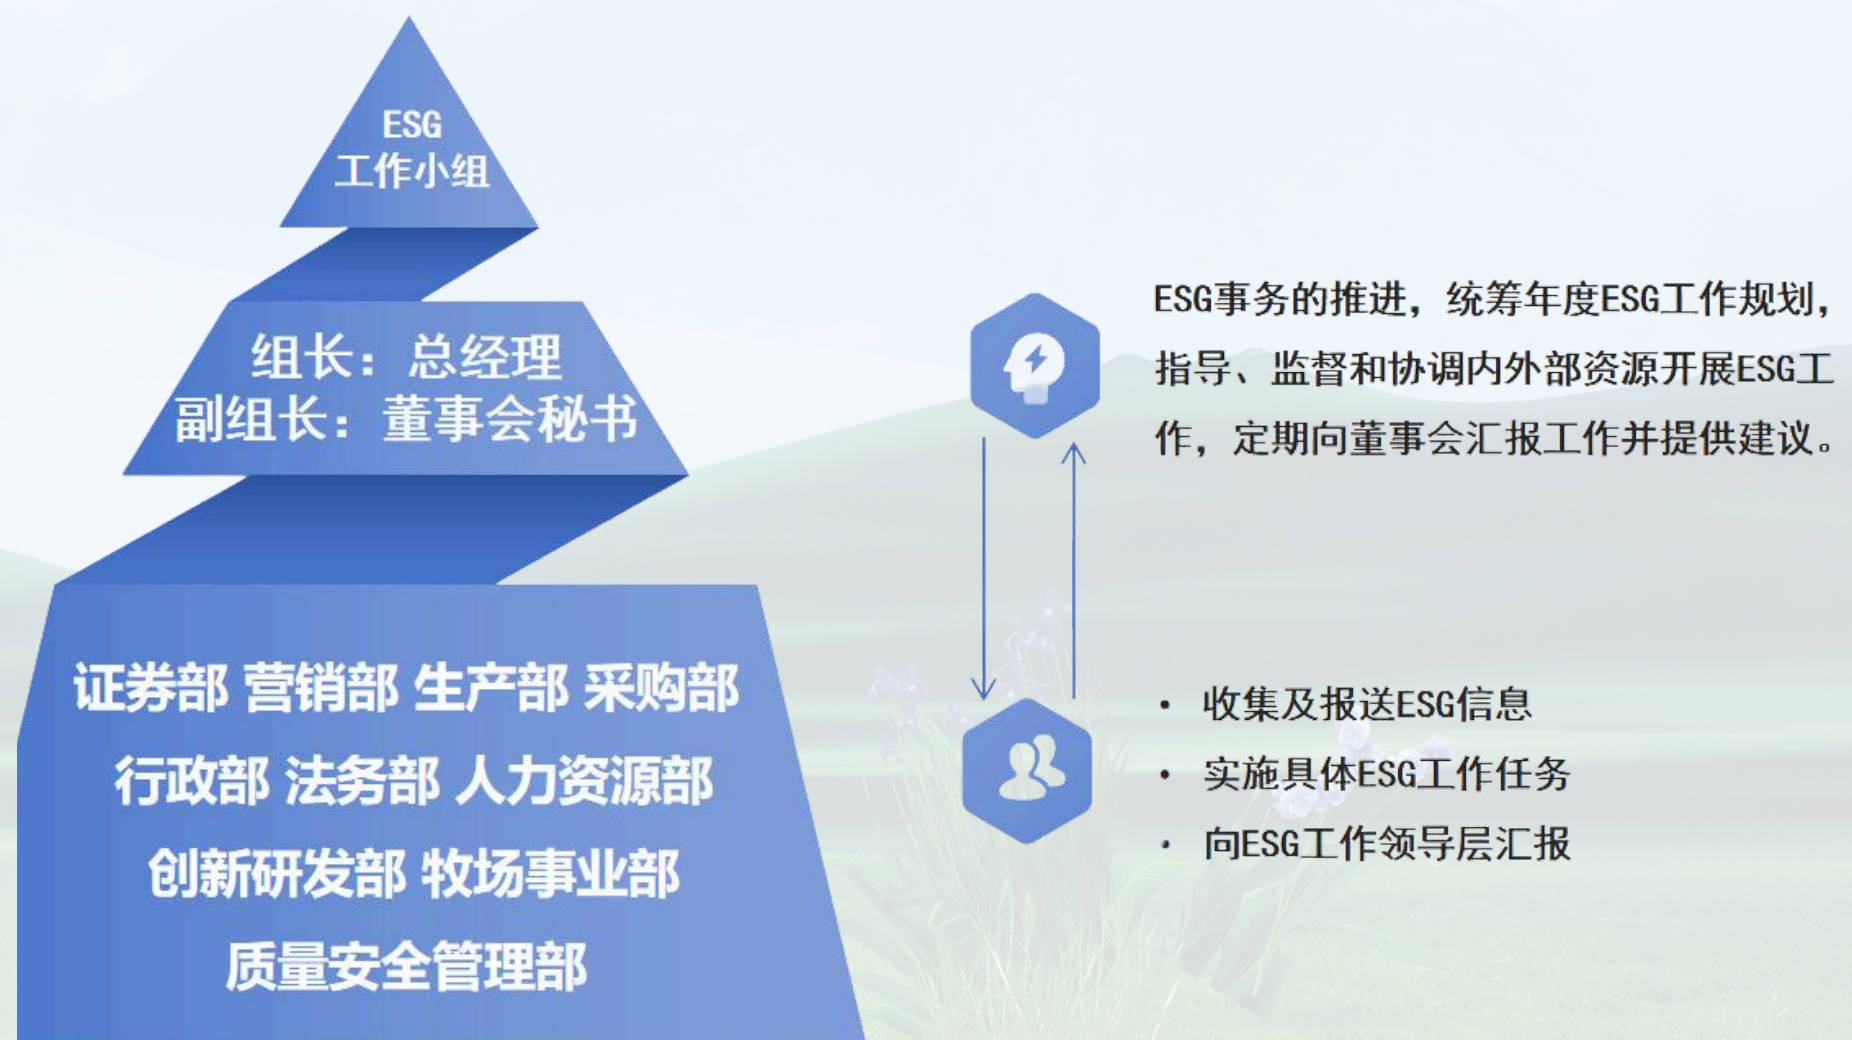 ESG
工作小组
组长：总经理
副组长：董事会秘书
证券部 营销部 生产部 采购部
行政部 法务部 人力资源部
创新研发部 牧场事业部
质量安全管理部
ESG事务的推进，统筹年度ESG工作规划，
指导、监督和协调内外部资源开展ESG工
作，定期向董事会汇报工作并提供建议。
• 收集及报送ESG信息
• 实施具体ESG工作任务
• 向ESG工作领导层汇报